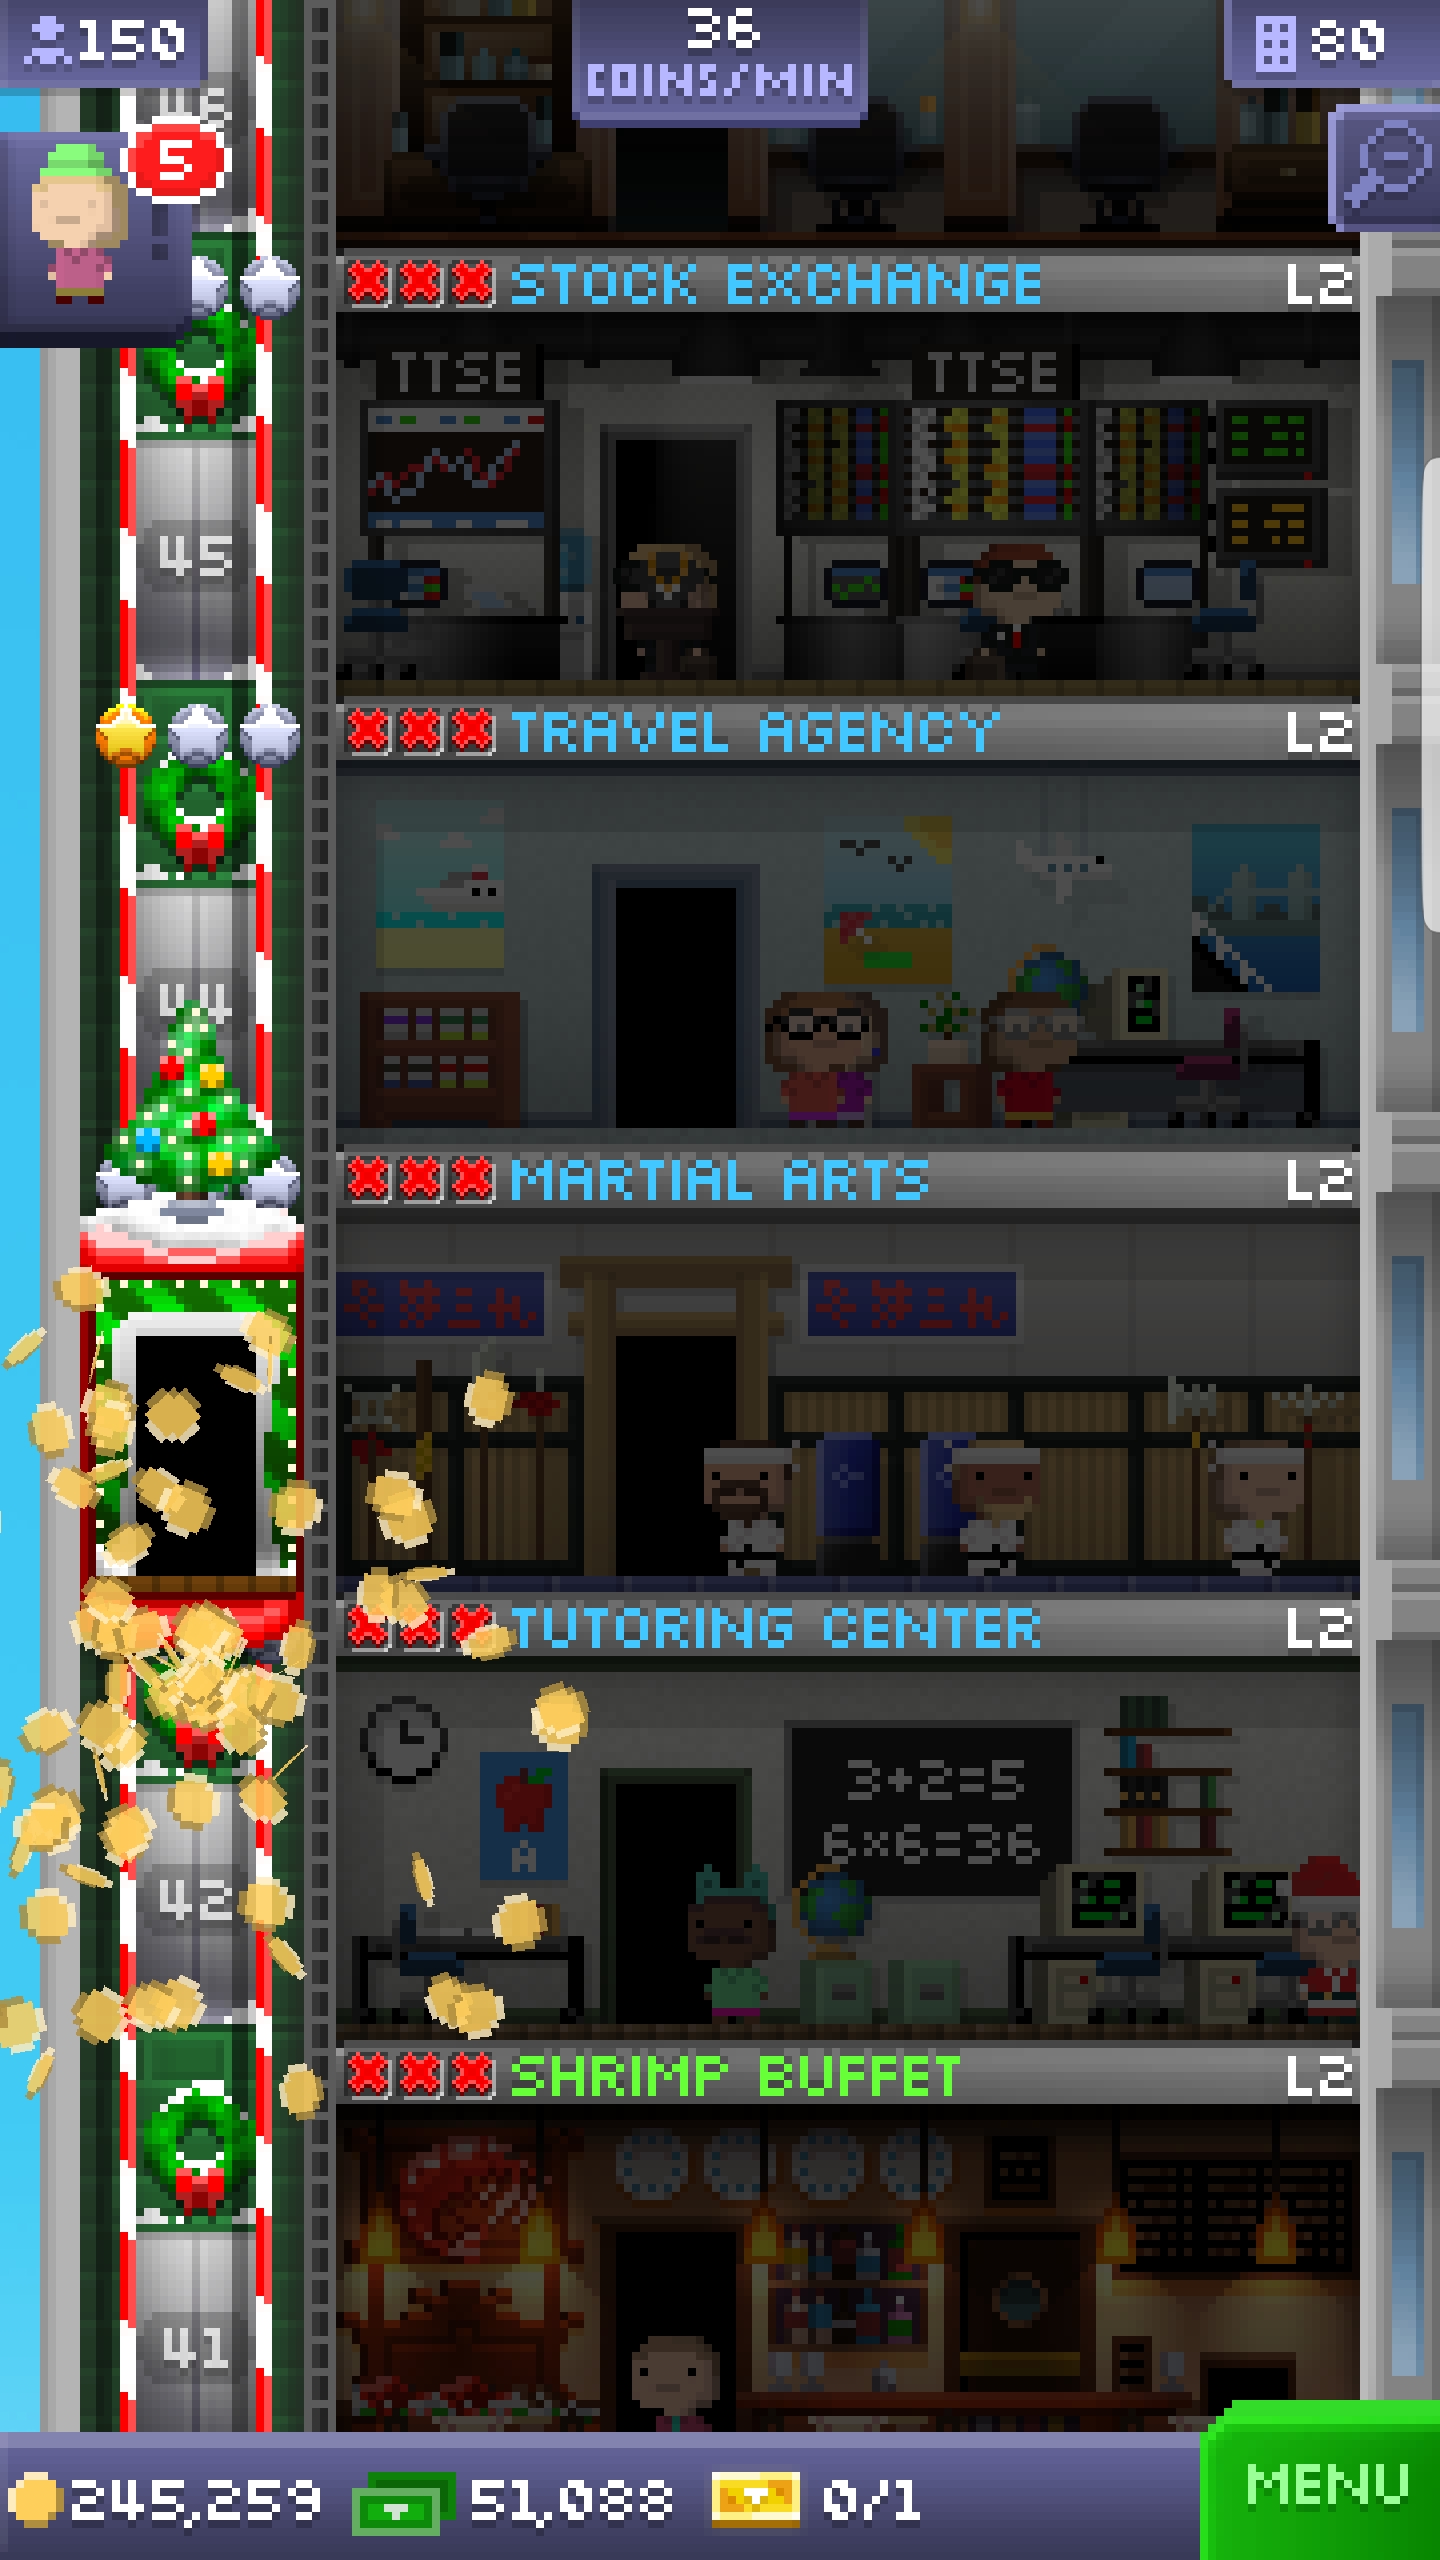 150
36
COINS/MIN
80
5
STOCK EXCHANGE L2
TTSE TTSE
45
TRAVEL AGENCY L2
44
MARTIAL ARTS L2
TUTORING CENTER L2
3+2=5
6×6=36
A
42
SHRIMP BUFFET L2
41
245,259 51,088 0/1
MENU